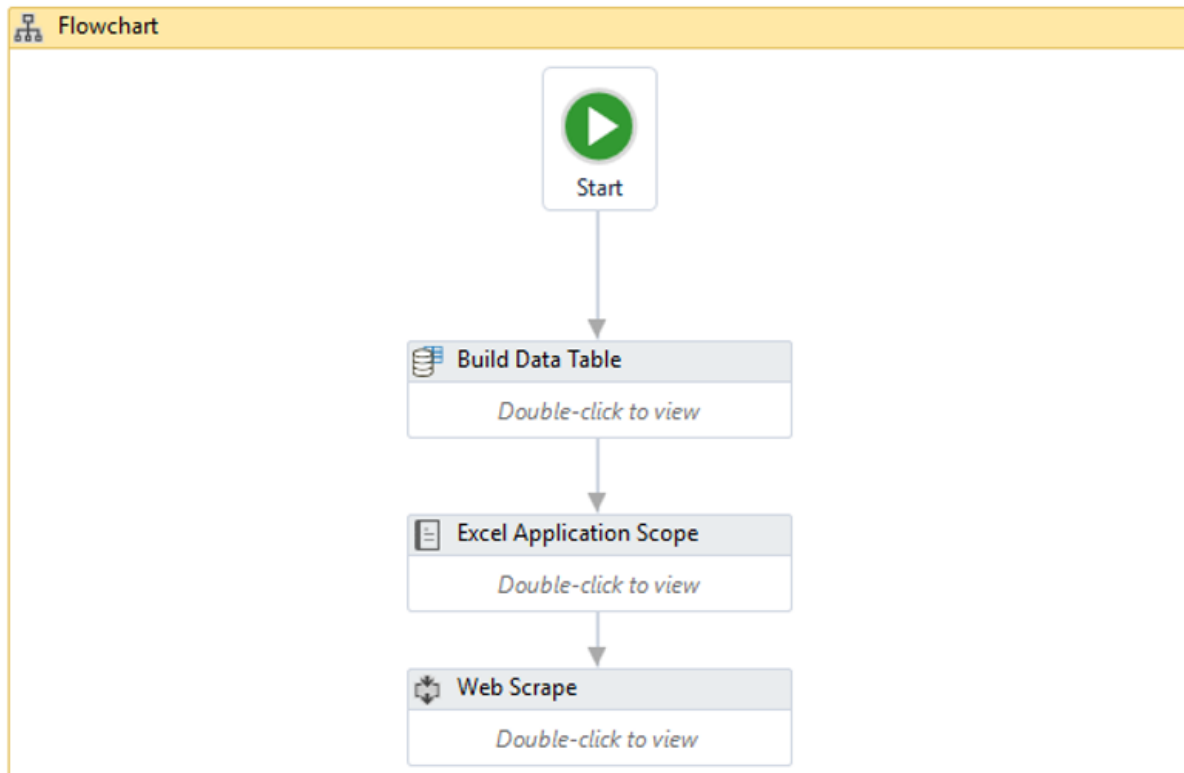 Flowchart
Start
Build Data Table
Double-click to view
Excel Application Scope
Double-click to view
Web Scrape
Double-click to view